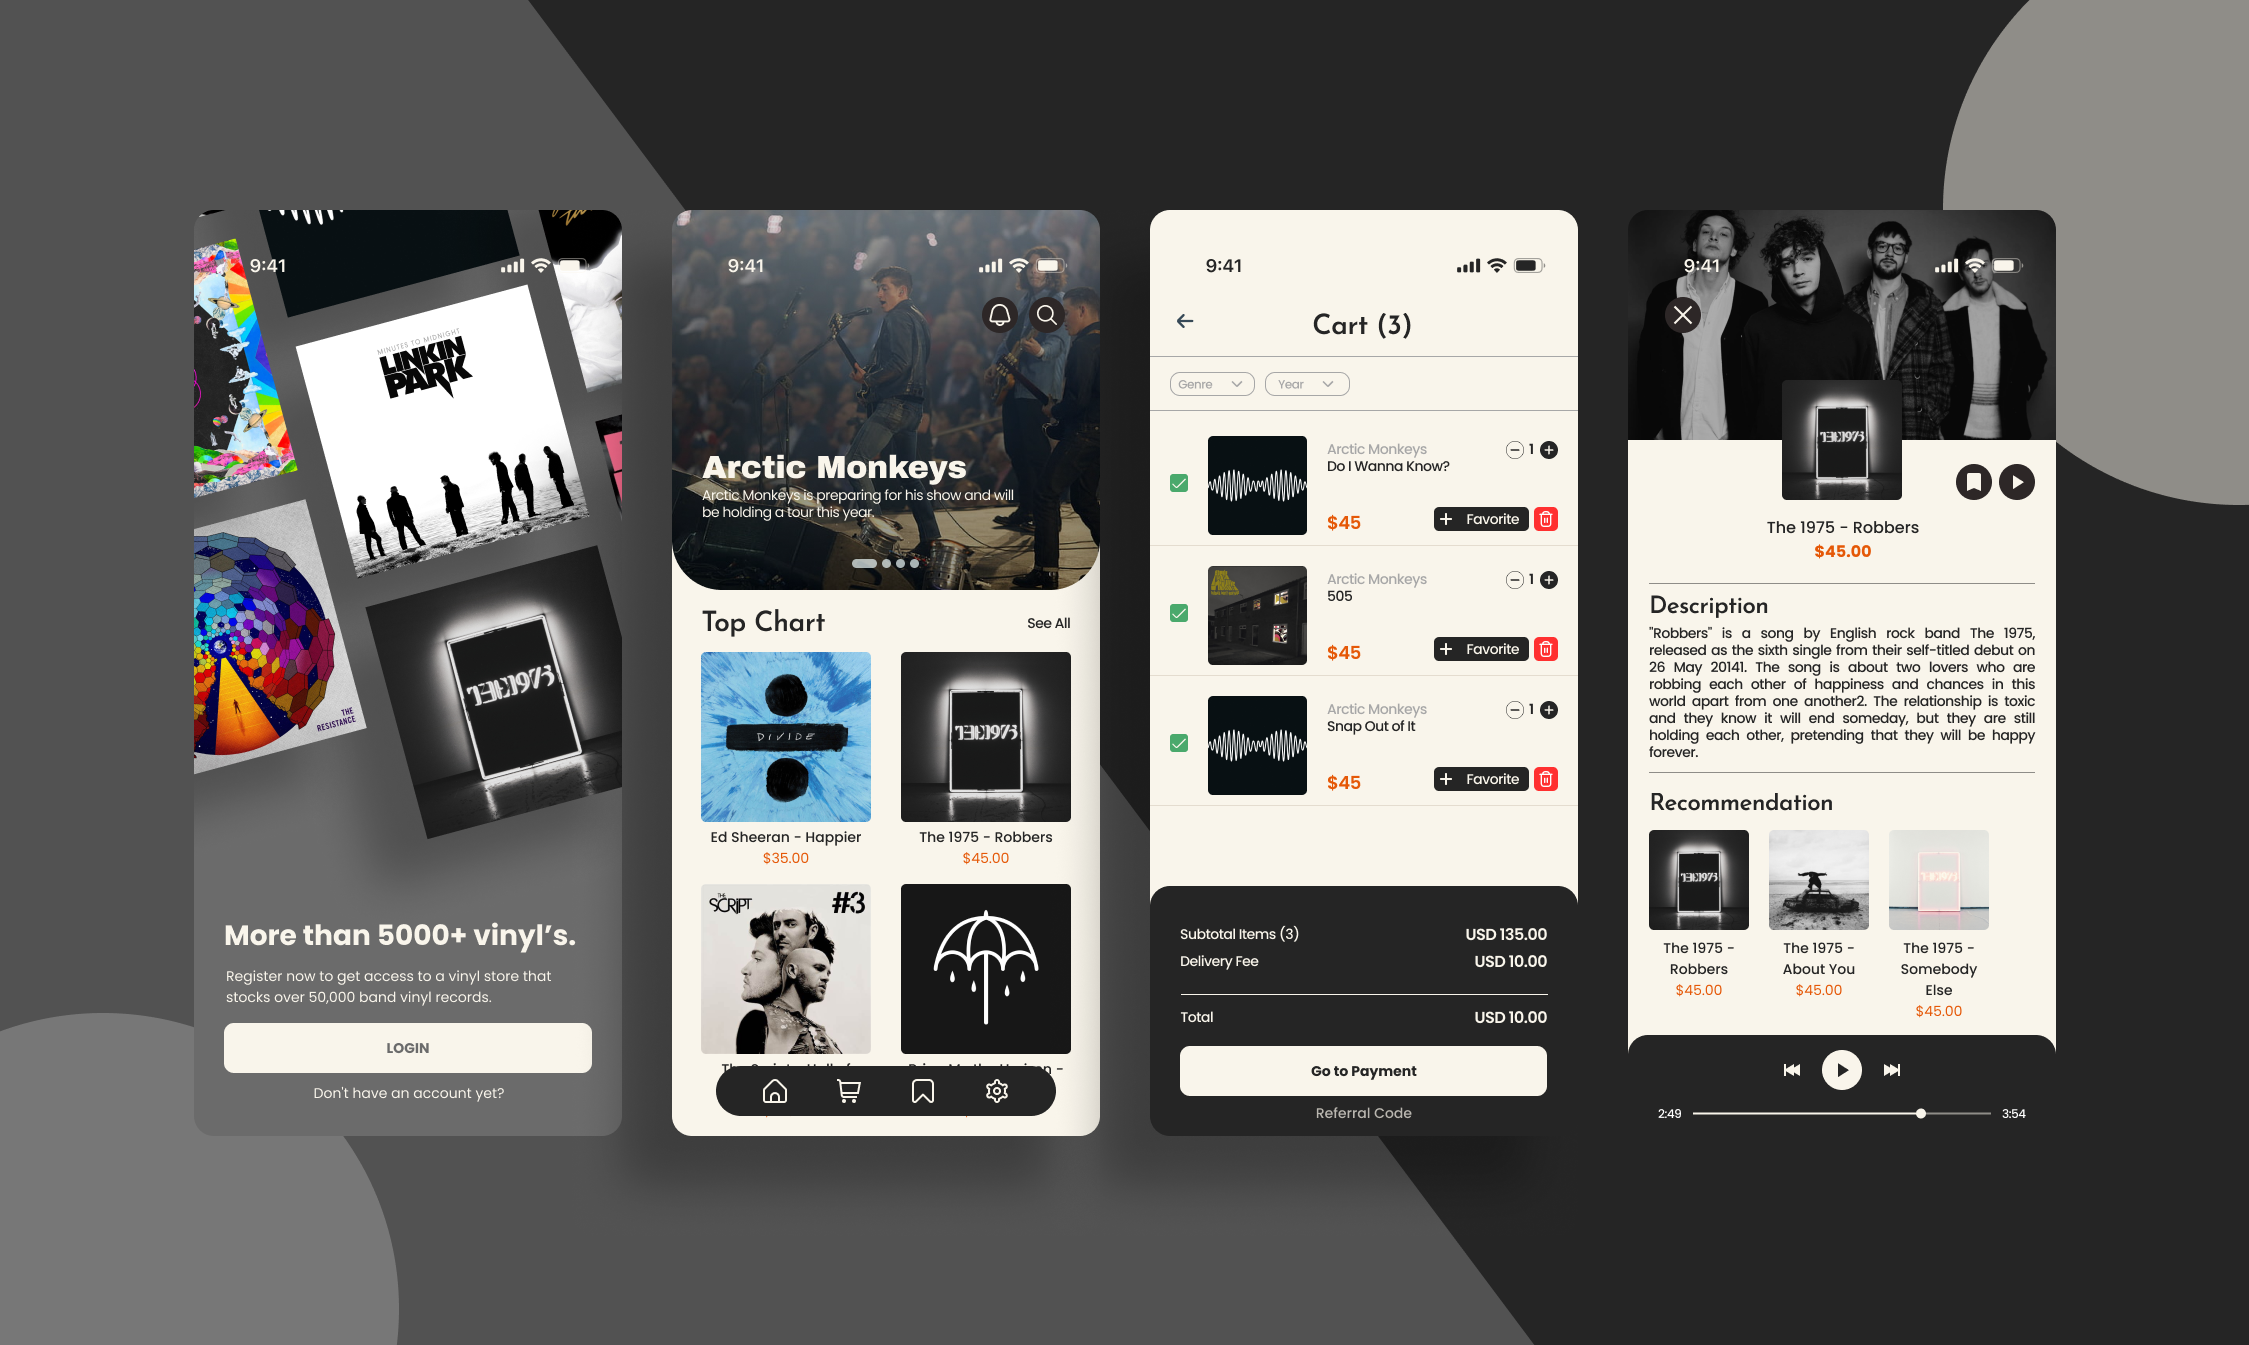 9:41
MINUTES TO MIDNIGHT
LINKIN
PARK
THE
RESISTANCE
THE 1975
More than 5000+ vinyl's.
Register now to get access to a vinyl store that
stocks over 50,000 band vinyl records.
LOGIN
Don't have an account yet?
9:41
Arctic Monkeys
Arctic Monkeys is preparing for his show and will
be holding a tour this year.
Top Chart
See All
DIVIDE
THE 1975
Ed Sheeran - Happier
The 1975 - Robbers
$35.00
$45.00
THE
SCRIPT
#3
9:41
Cart (3)
Genre
Year
Arctic Monkeys
Do I Wanna Know?
1
$45
Favorite
Arctic Monkeys
505
1
$45
Favorite
Arctic Monkeys
Snap Out of It
1
$45
Favorite
Subtotal Items (3)
USD 135.00
Delivery Fee
USD 10.00
Total
USD 10.00
Go to Payment
Referral Code
9:41
THE 1975
The 1975 - Robbers
$45.00
Description
"Robbers" is a song by English rock band The 1975,
released as the sixth single from their self-titled debut on
26 May 20141. The song is about two lovers who are
robbing each other of happiness and chances in this
world apart from one another2. The relationship is toxic
and they know it will end someday, but they are still
holding each other, pretending that they will be happy
forever.
Recommendation
THE 1975
THE 1975
The 1975 -
Robbers
$45.00
The 1975 -
About You
$45.00
The 1975 -
Somebody
Else
$45.00
2:49
3:54